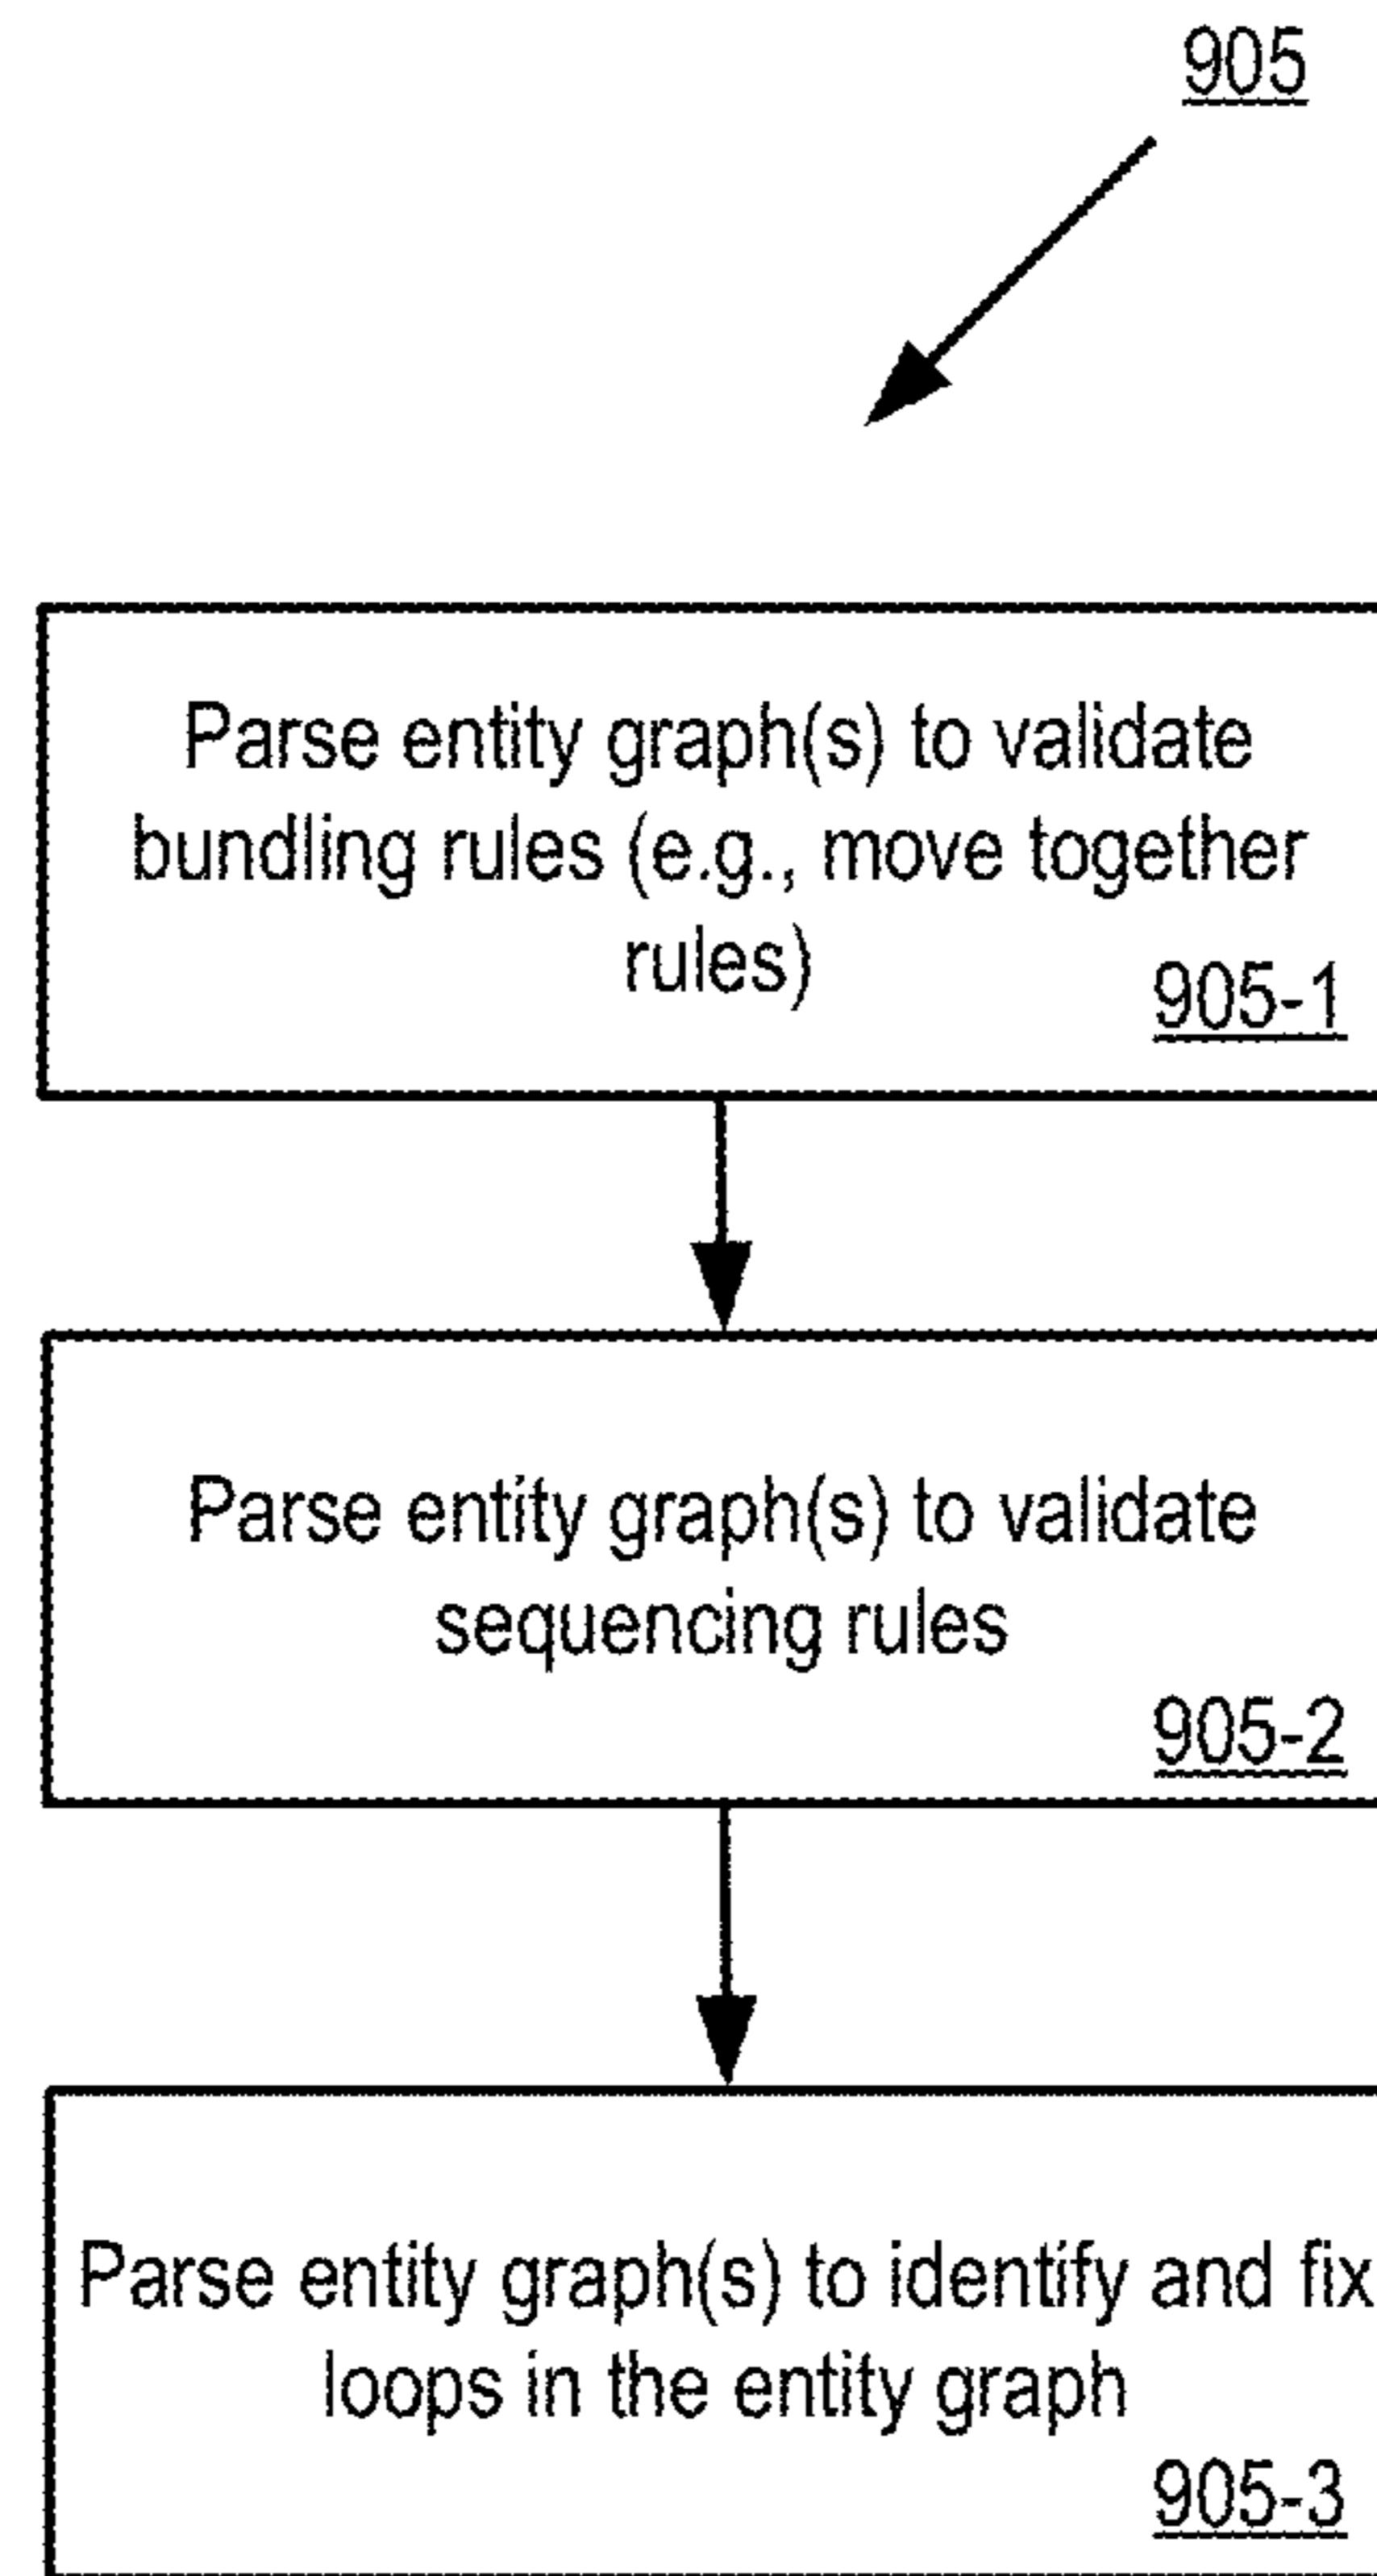 905
Parse entity graph(s) to validate
bundling rules (e.g., move together
rules)
905-1
Parse entity graph(s) to validate
sequencing rules
905-2
Parse entity graph(s) to identify and fix
loops in the entity graph
905-3